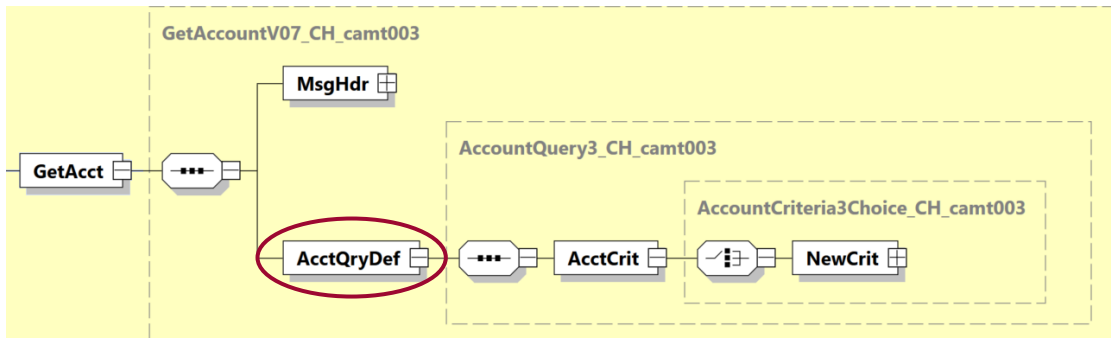 GetAccountV07_CH_camt003
MsgHdr
AccountQuery3_CH_camt003
GetAcct
AccountCriteria3Choice_CH_camt003
AcctQryDef
AcctCrit
NewCrit